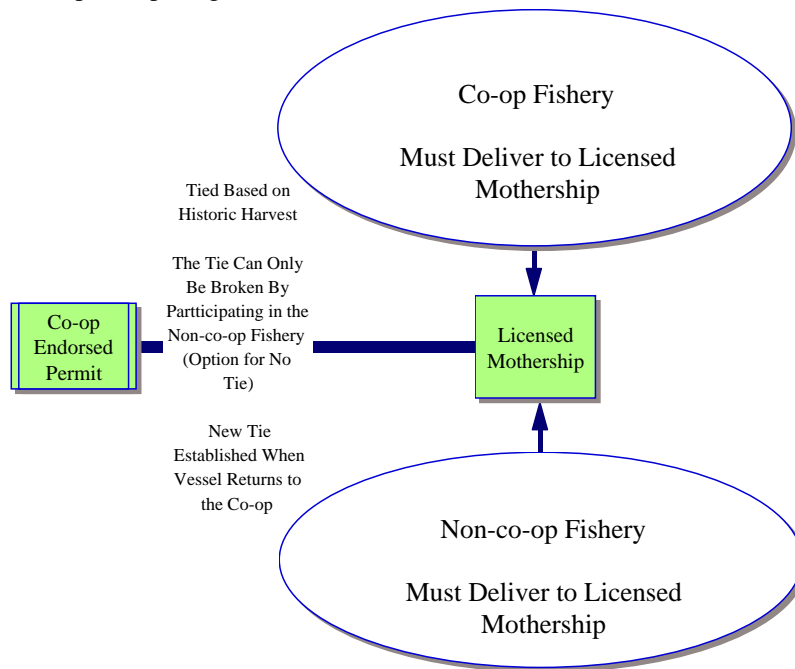 Co-op Fishery
Must Deliver to Licensed
Mothership
Tied Based on
Historic Harvest
The Tie Can Only
Be Broken By
Partticipating in the
Non-co-op Fishery
(Option for No
Tie)
New Tie
Established When
Vessel Returns to
the Co-op
Co-op
Endorsed
Permit
Licensed
Mothership
Non-co-op Fishery
Must Deliver to Licensed
Mothership